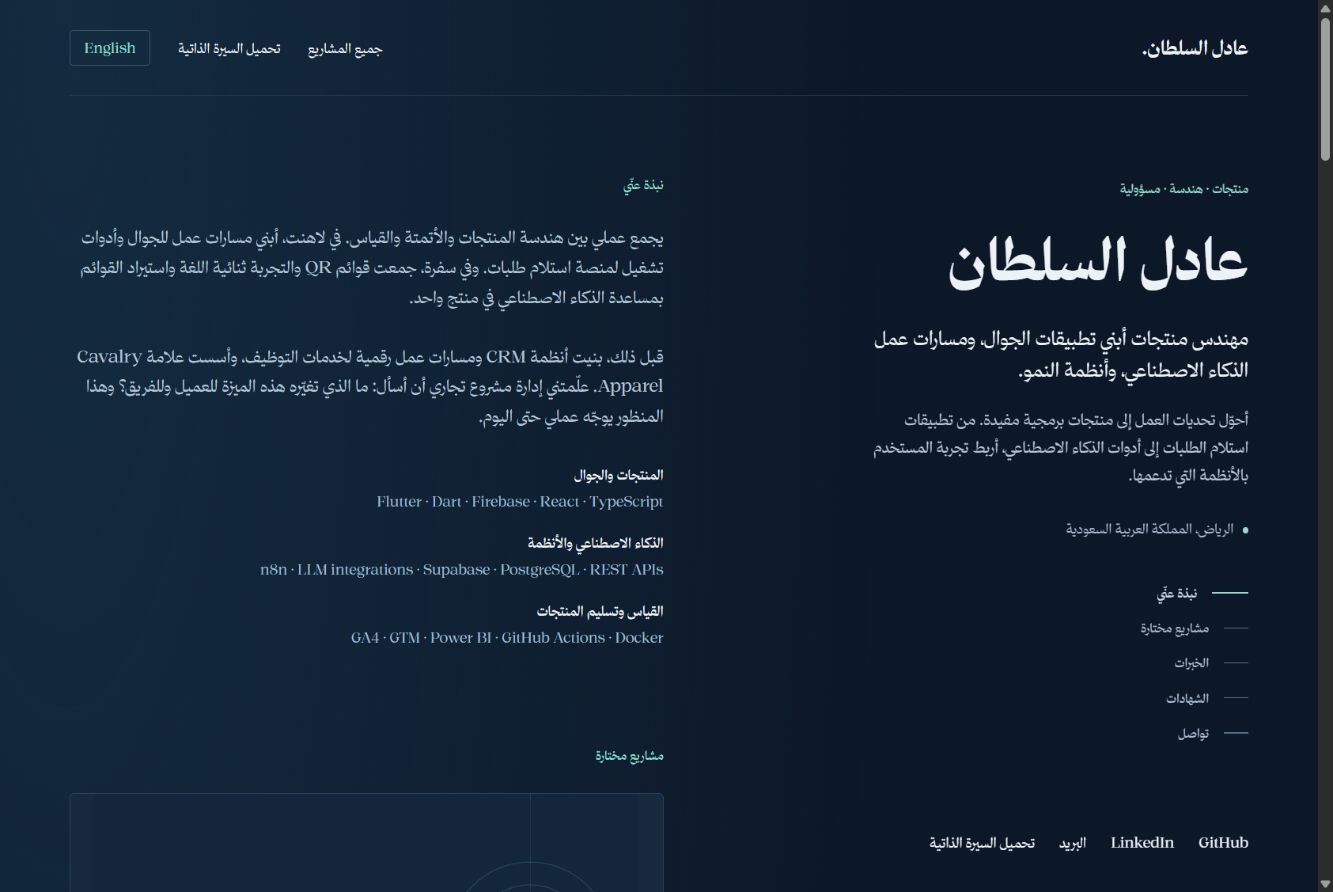 عادل السلطان.
جميع المشاريع
تحميل السيرة الذاتية
English
منتجات · هندسة · مسؤولية
عادل السلطان
مهندس منتجات أبني تطبيقات الجوال، ومسارات عمل
الذكاء الاصطناعي، وأنظمة النمو.
أحوّل تحديات العمل إلى منتجات برمجية مفيدة. من تطبيقات
استلام الطلبات إلى أدوات الذكاء الاصطناعي، أربط تجربة المستخدم
بالأنظمة التي تدعمها.
الرياض، المملكة العربية السعودية
نبذة عنّي
مشاريع مختارة
الخبرات
الشهادات
تواصل
GitHub
LinkedIn
البريد
تحميل السيرة الذاتية
نبذة عنّي
يجمع عملي بين هندسة المنتجات والأتمتة والقياس. في لاهنت، أبني مسارات عمل للجوال وأدوات
تشغيل لمنصة استلام طلبات. وفي سفرة، جمعت قوائم QR والتجربة ثنائية اللغة واستيراد القوائم
بمساعدة الذكاء الاصطناعي في منتج واحد.
قبل ذلك، بنيت أنظمة CRM ومسارات عمل رقمية لخدمات التوظيف، وأسست علامة Cavalry
Apparel. علّمتني إدارة مشروع تجاري أن أسأل: ما الذي تغيّره هذه الميزة للعميل وللفريق؟ وهذا
المنظور يوجّه عملي حتى اليوم.
المنتجات والجوال
Flutter · Dart · Firebase · React · TypeScript
الذكاء الاصطناعي والأنظمة
n8n · LLM integrations · Supabase · PostgreSQL · REST APIs
القياس وتسليم المنتجات
GA4 · GTM · Power BI · GitHub Actions · Docker
مشاريع مختارة